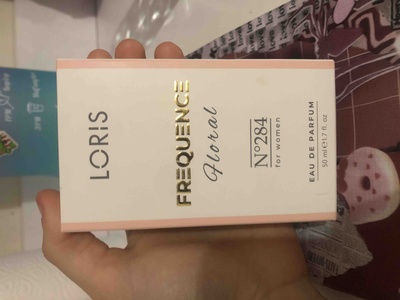 LORIS
FREQUENCE
Floral
N°284
for women
EAU DE PARFUM
50 ml℮1.7 fl. oz